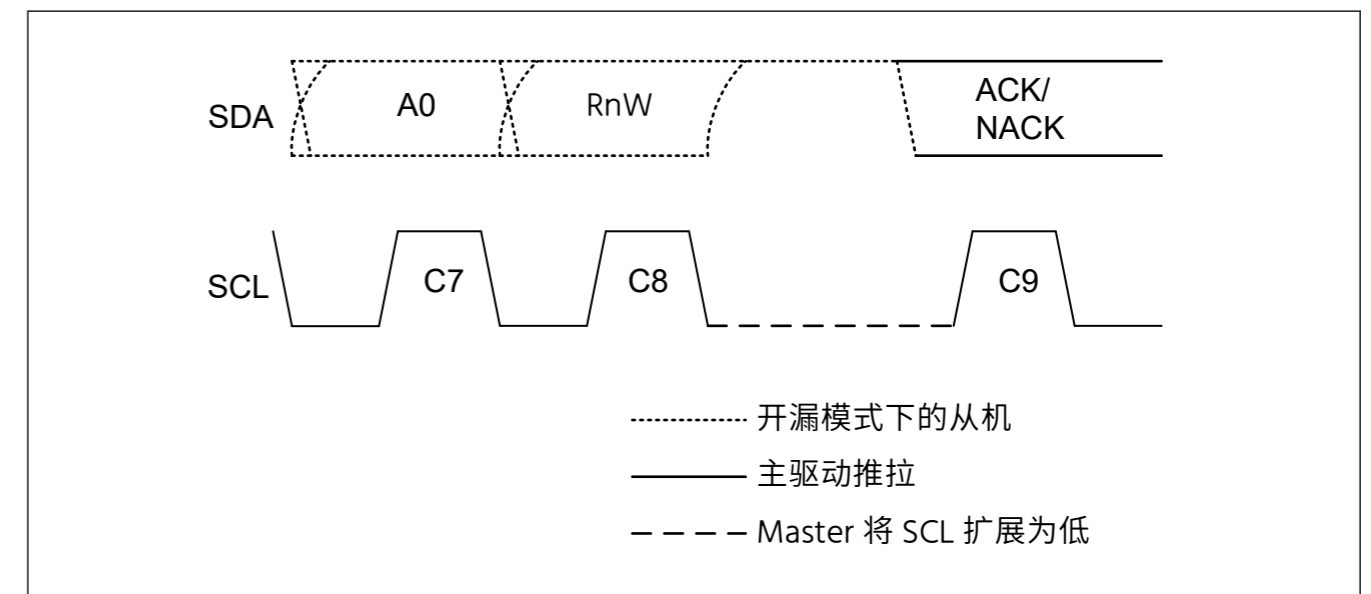 SDA
A0
RnW
ACK/
NACK
SCL
C7
C8
C9
开漏模式下的从机
主驱动推拉
Master 将 SCL 扩展为低